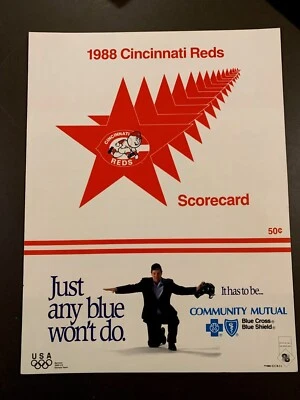 1988 Cincinnati Reds
CINCINNATI
REDS
Scorecard
50¢
Just
any blue
won't do.
It has to be...
COMMUNITY MUTUAL
Blue Cross®
Blue Shield®
USA